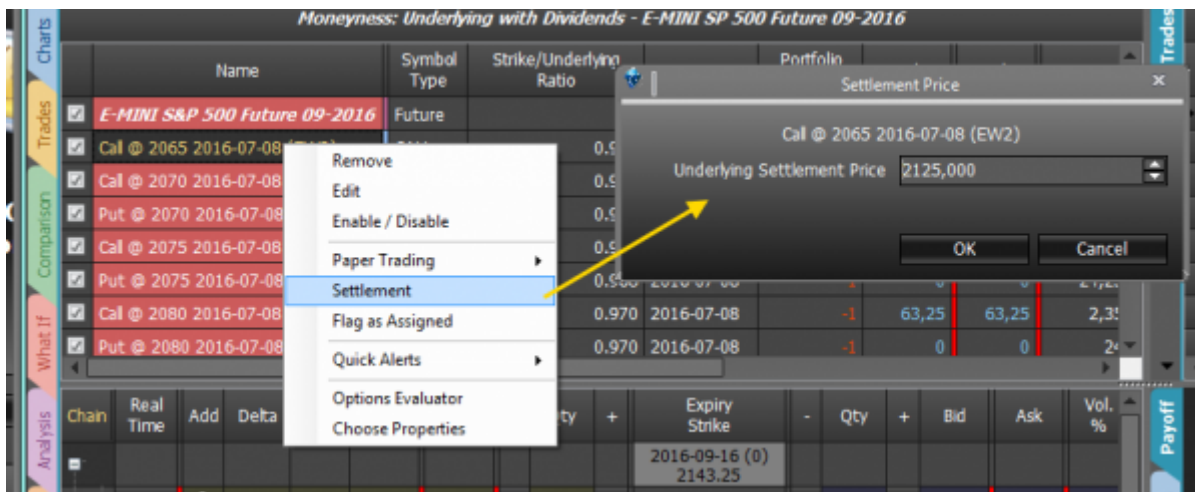 Moneyness: Underlying with Dividends - E-MINI SP 500 Future 09-2016
Charts
Trades
Comparison
What If
Analysis
Trades
Payoff
Name
Symbol Type
Strike/Underlying Ratio
Portfolio
E-MINI S&P 500 Future 09-2016 Future
Call @ 2065 2016-07-08 (EW2)
Call @ 2070 2016-07-08
Put @ 2070 2016-07-08
Call @ 2075 2016-07-08
Put @ 2075 2016-07-08
Call @ 2080 2016-07-08 0.970 2016-07-08 -1 63,25 63,25
Put @ 2080 2016-07-08 0.970 2016-07-08 -1 0 0
Remove
Edit
Enable / Disable
Paper Trading
Settlement
Flag as Assigned
Quick Alerts
Options Evaluator
Choose Properties
Settlement Price
Call @ 2065 2016-07-08 (EW2)
Underlying Settlement Price 2125,000
OK Cancel
Chain Real Time Add Delta + Expiry Strike - Qty + Bid Ask Vol. %
2016-09-16 (0)
2143.25